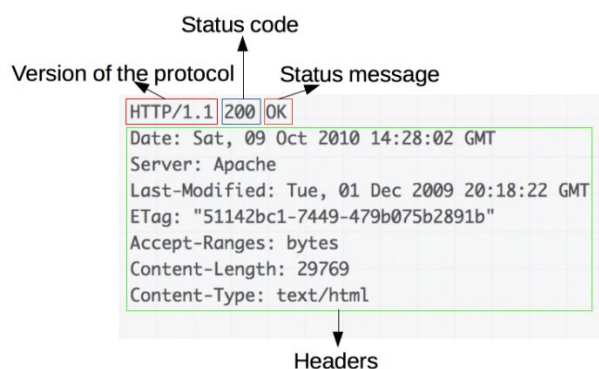 Status code
Version of the protocol Status message
HTTP/1.1 200 OK
Date: Sat, 09 Oct 2010 14:28:02 GMT
Server: Apache
Last-Modified: Tue, 01 Dec 2009 20:18:22 GMT
ETag: "51142bc1-7449-479b075b2891b"
Accept-Ranges: bytes
Content-Length: 29769
Content-Type: text/html
Headers